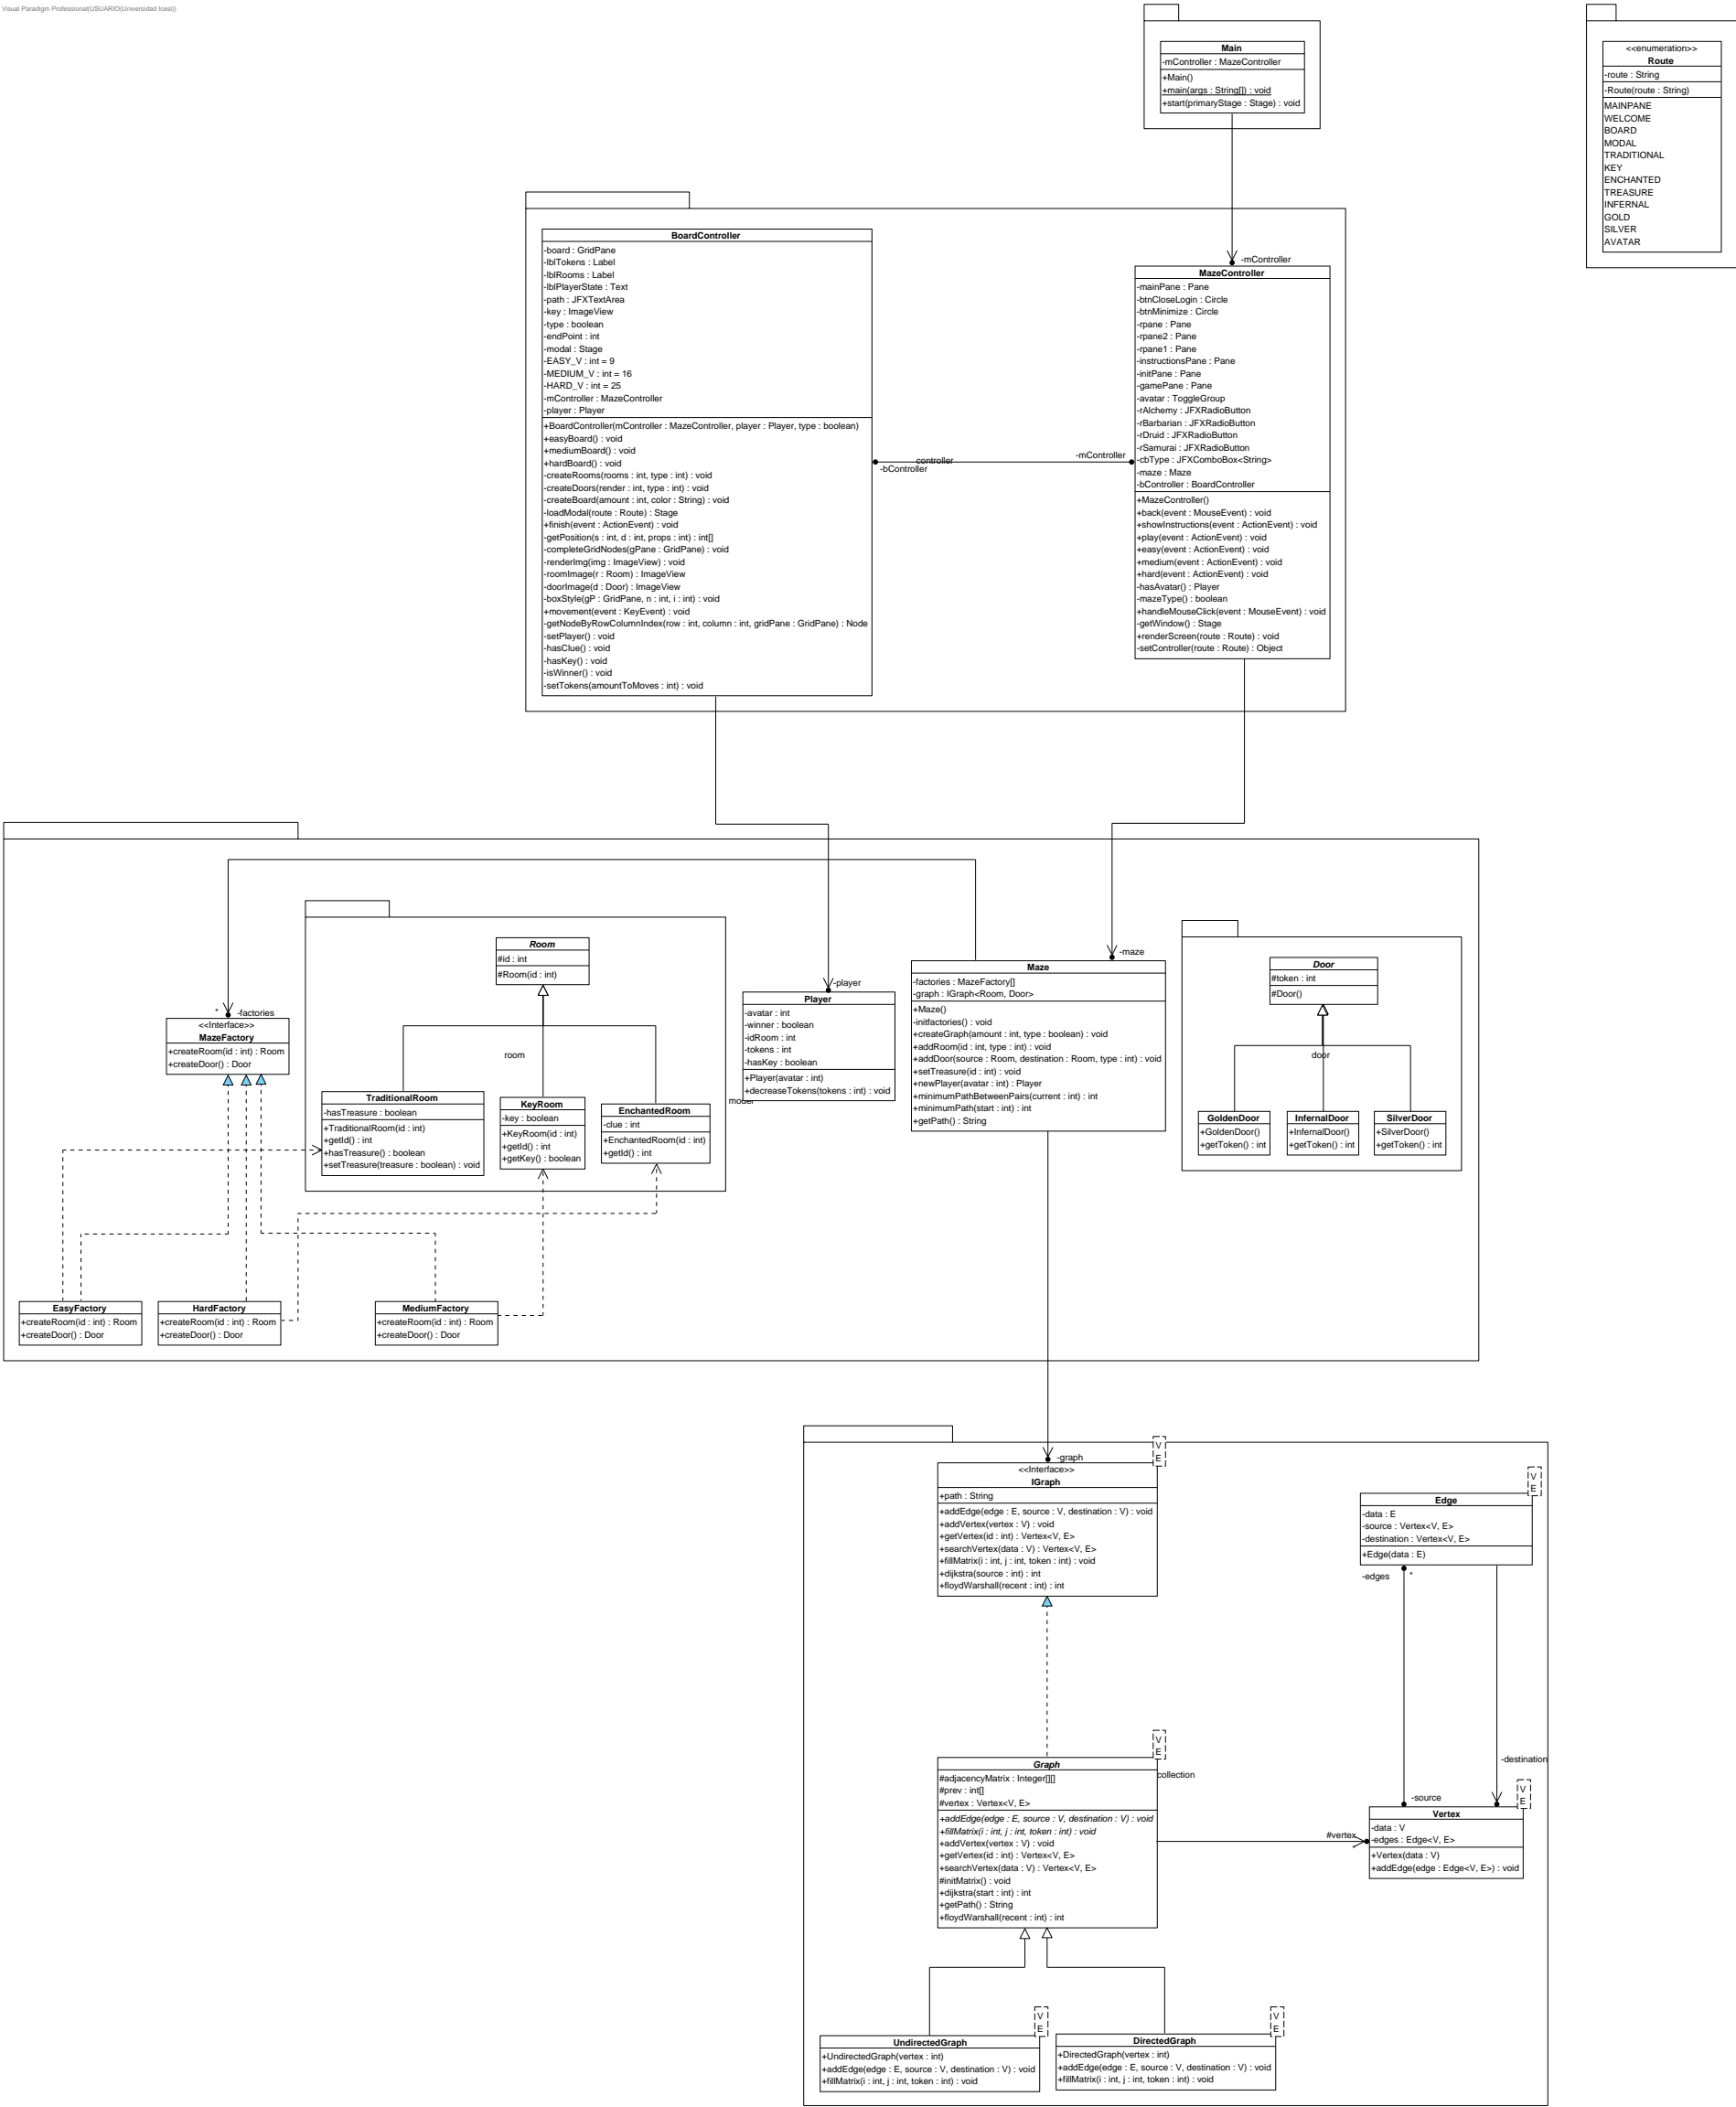 Visual Paradigm Professional(USUARIO(Universidad Icesi))
Main
-mController : MazeController
+Main()
+main(args : String[]) : void
+start(primaryStage : Stage) : void
<<enumeration>>
Route
-route : String
-Route(route : String)
MAINPANE
WELCOME
BOARD
MODAL
TRADITIONAL
KEY
ENCHANTED
TREASURE
INFERNAL
GOLD
SILVER
AVATAR
BoardController
-board : GridPane
-lblTokens : Label
-lblRooms : Label
-lblPlayerState : Text
-path : JFXTextArea
-key : ImageView
-type : boolean
-endPoint : int
-modal : Stage
-EASY_V : int = 9
-MEDIUM_V : int = 16
-HARD_V : int = 25
-mController : MazeController
-player : Player
+BoardController(mController : MazeController, player : Player, type : boolean)
+easyBoard() : void
+mediumBoard() : void
+hardBoard() : void
-createRooms(rooms : int, type : int) : void
-createDoors(render : int, type : int) : void
-createBoard(amount : int, color : String) : void
-loadModal(route : Route) : Stage
+finish(event : ActionEvent) : void
-getPosition(s : int, d : int, props : int) : int[]
-completeGridNodes(gPane : GridPane) : void
-renderImg(img : ImageView) : void
-roomImage(r : Room) : ImageView
-doorImage(d : Door) : ImageView
-boxStyle(gP : GridPane, n : int, i : int) : void
+movement(event : KeyEvent) : void
-getNodeByRowColumnIndex(row : int, column : int, gridPane : GridPane) : Node
-setPlayer() : void
-hasClue() : void
-hasKey() : void
-isWinner() : void
-setTokens(amountToMoves : int) : void
controller
-bController
-mController
-mController
MazeController
-mainPane : Pane
-btnCloseLogin : Circle
-btnMinimize : Circle
-rpane : Pane
-rpane2 : Pane
-rpane1 : Pane
-instructionsPane : Pane
-initPane : Pane
-gamePane : Pane
-avatar : ToggleGroup
-rAlchemy : JFXRadioButton
-rBarbarian : JFXRadioButton
-rDruid : JFXRadioButton
-rSamurai : JFXRadioButton
-cbType : JFXComboBox<String>
-maze : Maze
-bController : BoardController
+MazeController()
+back(event : MouseEvent) : void
+showInstructions(event : ActionEvent) : void
+play(event : ActionEvent) : void
+easy(event : ActionEvent) : void
+medium(event : ActionEvent) : void
+hard(event : ActionEvent) : void
-hasAvatar() : Player
-mazeType() : boolean
+handleMouseClick(event : MouseEvent) : void
-getWindow() : Stage
+renderScreen(route : Route) : void
-setController(route : Route) : Object
* -factories
<<Interface>>
MazeFactory
+createRoom(id : int) : Room
+createDoor() : Door
Room
#id : int
#Room(id : int)
room
TraditionalRoom
-hasTreasure : boolean
+TraditionalRoom(id : int)
+getId() : int
+hasTreasure() : boolean
+setTreasure(treasure : boolean) : void
KeyRoom
-key : boolean
+KeyRoom(id : int)
+getId() : int
+getKey() : boolean
EnchantedRoom
-clue : int
+EnchantedRoom(id : int)
+getId() : int
model
-player
Player
-avatar : int
-winner : boolean
-idRoom : int
-tokens : int
-hasKey : boolean
+Player(avatar : int)
+decreaseTokens(tokens : int) : void
-maze
Maze
-factories : MazeFactory[]
-graph : IGraph<Room, Door>
+Maze()
-initfactories() : void
+createGraph(amount : int, type : boolean) : void
+addRoom(id : int, type : int) : void
+addDoor(source : Room, destination : Room, type : int) : void
+setTreasure(id : int) : void
+newPlayer(avatar : int) : Player
+minimumPathBetweenPairs(current : int) : int
+minimumPath(start : int) : int
+getPath() : String
Door
#token : int
#Door()
door
GoldenDoor
+GoldenDoor()
+getToken() : int
InfernalDoor
+InfernalDoor()
+getToken() : int
SilverDoor
+SilverDoor()
+getToken() : int
EasyFactory
+createRoom(id : int) : Room
+createDoor() : Door
HardFactory
+createRoom(id : int) : Room
+createDoor() : Door
MediumFactory
+createRoom(id : int) : Room
+createDoor() : Door
-graph
V
E
<<Interface>>
IGraph
+path : String
+addEdge(edge : E, source : V, destination : V) : void
+addVertex(vertex : V) : void
+getVertex(id : int) : Vertex<V, E>
+searchVertex(data : V) : Vertex<V, E>
+fillMatrix(i : int, j : int, token : int) : void
+dijkstra(source : int) : int
+floydWarshall(recent : int) : int
V
E
Edge
-data : E
-source : Vertex<V, E>
-destination : Vertex<V, E>
+Edge(data : E)
-edges *
V
E
Graph
#adjacencyMatrix : Integer[][]
#prev : int[]
#vertex : Vertex<V, E>
+addEdge(edge : E, source : V, destination : V) : void
+fillMatrix(i : int, j : int, token : int) : void
+addVertex(vertex : V) : void
+getVertex(id : int) : Vertex<V, E>
+searchVertex(data : V) : Vertex<V, E>
#initMatrix() : void
+dijkstra(start : int) : int
+getPath() : String
+floydWarshall(recent : int) : int
collection
-destination
-source
#vertex
*
V
E
Vertex
-data : V
-edges : Edge<V, E>
+Vertex(data : V)
+addEdge(edge : Edge<V, E>) : void
V
E
UndirectedGraph
+UndirectedGraph(vertex : int)
+addEdge(edge : E, source : V, destination : V) : void
+fillMatrix(i : int, j : int, token : int) : void
V
E
DirectedGraph
+DirectedGraph(vertex : int)
+addEdge(edge : E, source : V, destination : V) : void
+fillMatrix(i : int, j : int, token : int) : void